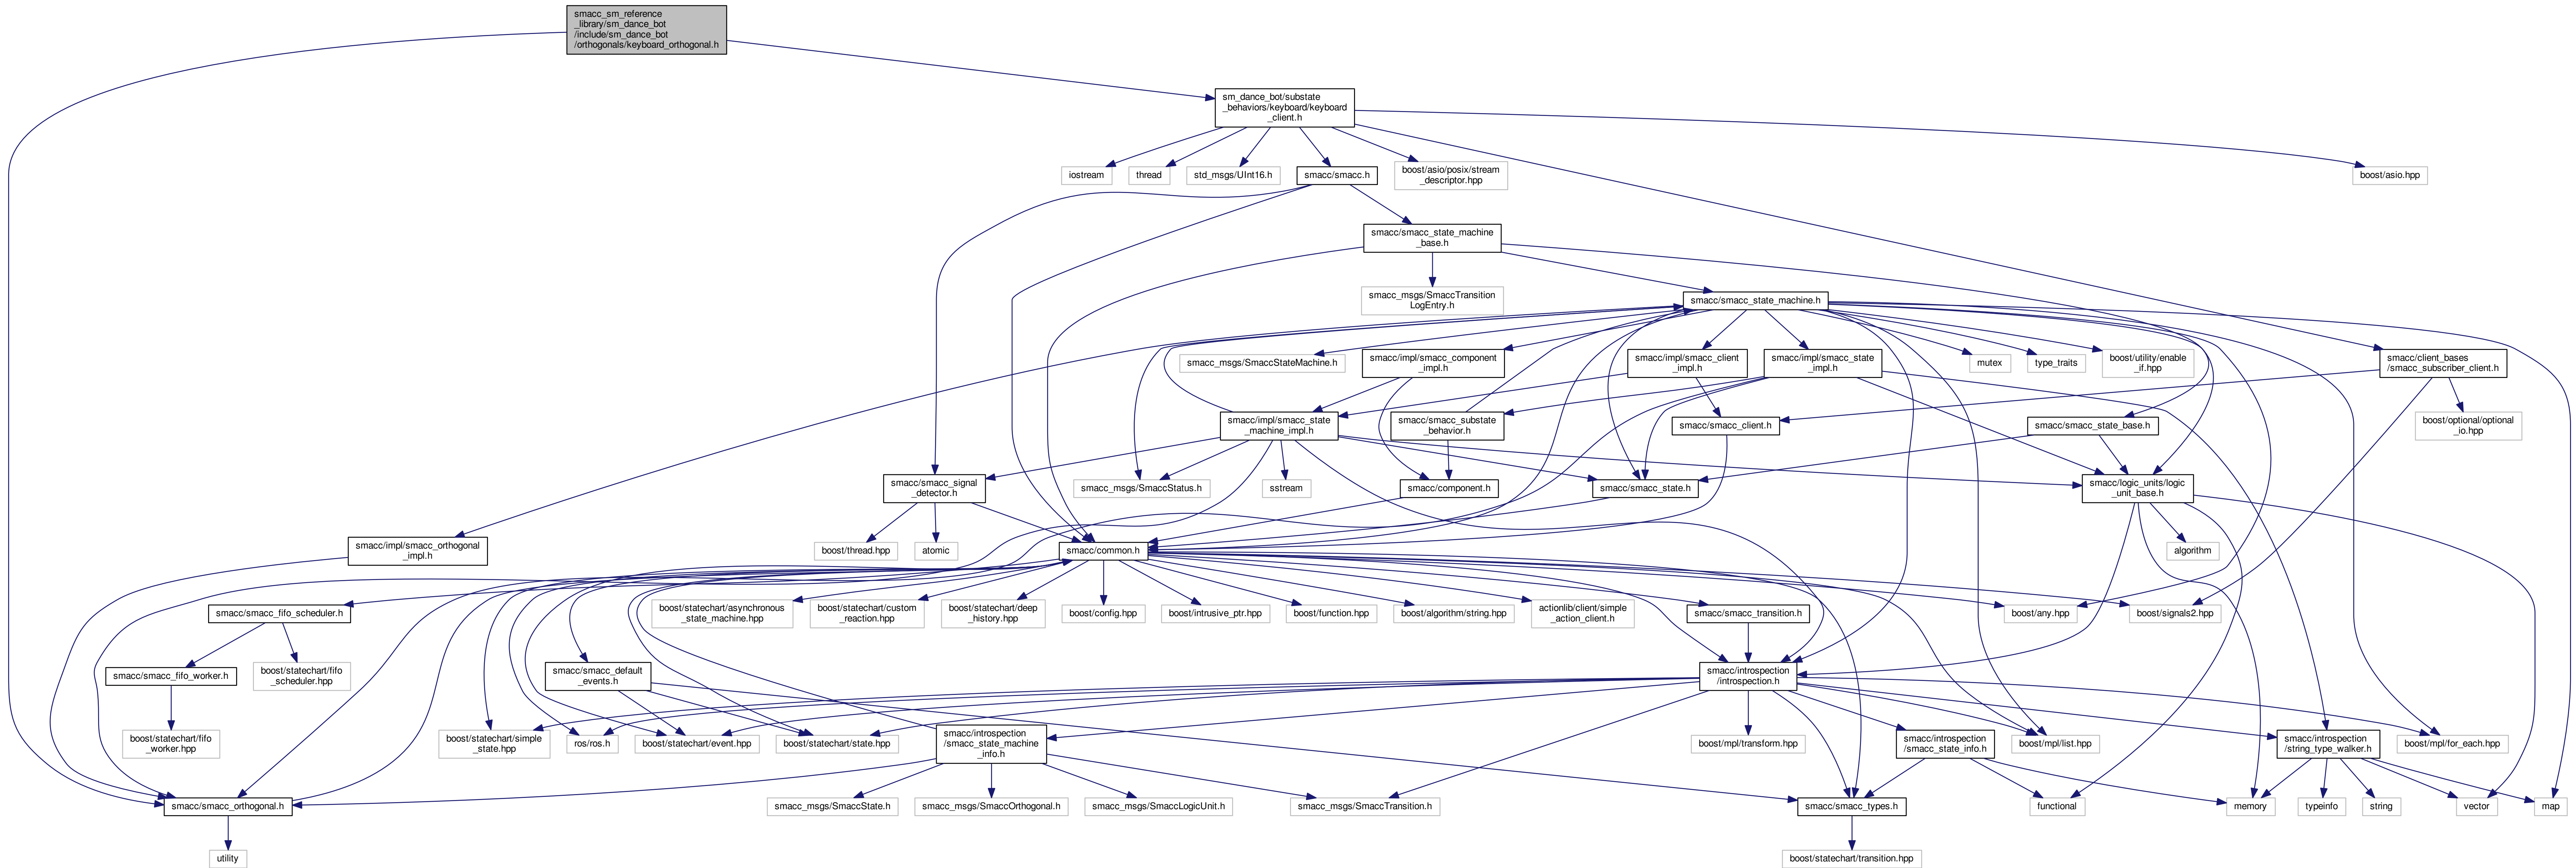 smacc_sm_reference
_library/sm_dance_bot
/include/sm_dance_bot
/orthogonals/keyboard_orthogonal.h
sm_dance_bot/substate
_behaviors/keyboard/keyboard
_client.h
iostream
thread
std_msgs/UInt16.h
smacc/smacc.h
boost/asio/posix/stream
_descriptor.hpp
boost/asio.hpp
smacc/smacc_state_machine
_base.h
smacc_msgs/SmaccTransition
LogEntry.h
smacc/smacc_state_machine.h
smacc_msgs/SmaccStateMachine.h
smacc/impl/smacc_component
_impl.h
smacc/impl/smacc_client
_impl.h
smacc/impl/smacc_state
_impl.h
mutex
type_traits
boost/utility/enable
_if.hpp
smacc/client_bases
/smacc_subscriber_client.h
smacc/impl/smacc_state
_machine_impl.h
smacc/smacc_substate
_behavior.h
smacc/smacc_client.h
smacc/smacc_state_base.h
boost/optional/optional
_io.hpp
smacc/smacc_signal
_detector.h
smacc_msgs/SmaccStatus.h
sstream
smacc/component.h
smacc/smacc_state.h
smacc/logic_units/logic
_unit_base.h
smacc/impl/smacc_orthogonal
_impl.h
boost/thread.hpp
atomic
smacc/common.h
algorithm
smacc/smacc_fifo_scheduler.h
boost/statechart/asynchronous
_state_machine.hpp
boost/statechart/custom
_reaction.hpp
boost/statechart/deep
_history.hpp
boost/config.hpp
boost/intrusive_ptr.hpp
boost/function.hpp
boost/algorithm/string.hpp
actionlib/client/simple
_action_client.h
smacc/smacc_transition.h
boost/any.hpp
boost/signals2.hpp
smacc/smacc_fifo_worker.h
boost/statechart/fifo
_scheduler.hpp
smacc/smacc_default
_events.h
smacc/introspection
/introspection.h
boost/statechart/fifo
_worker.hpp
boost/statechart/simple
_state.hpp
ros/ros.h
boost/statechart/event.hpp
boost/statechart/state.hpp
smacc/introspection
/smacc_state_machine
_info.h
boost/mpl/transform.hpp
smacc/introspection
/smacc_state_info.h
boost/mpl/list.hpp
smacc/introspection
/string_type_walker.h
boost/mpl/for_each.hpp
smacc/smacc_orthogonal.h
smacc_msgs/SmaccState.h
smacc_msgs/SmaccOrthogonal.h
smacc_msgs/SmaccLogicUnit.h
smacc_msgs/SmaccTransition.h
smacc/smacc_types.h
functional
memory
typeinfo
string
vector
map
utility
boost/statechart/transition.hpp